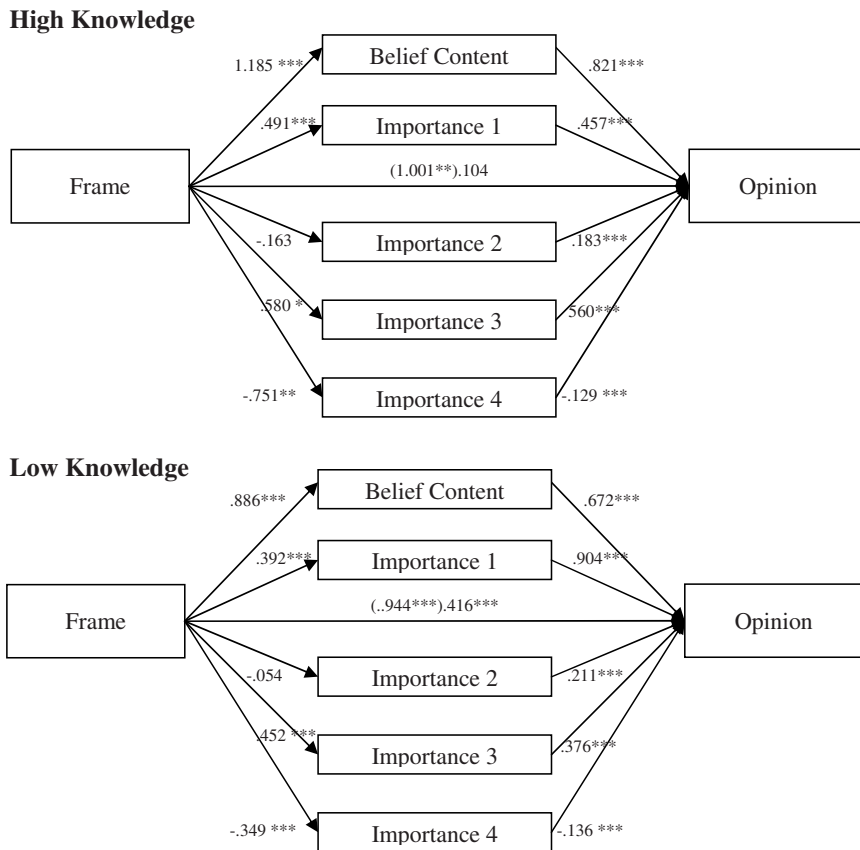 High Knowledge
Belief Content
1.185 ***
.821***
Importance 1
.491***
.457***
Frame
(1.001**).104
Opinion
Importance 2
-.163
.183***
Importance 3
.580 *
.560***
Importance 4
-.751**
-.129 ***
Low Knowledge
Belief Content
.886***
.672***
Importance 1
.392***
.904***
Frame
(..944***).416***
Opinion
Importance 2
-.054
.211***
Importance 3
.452 ***
.376***
Importance 4
-.349 ***
-.136 ***